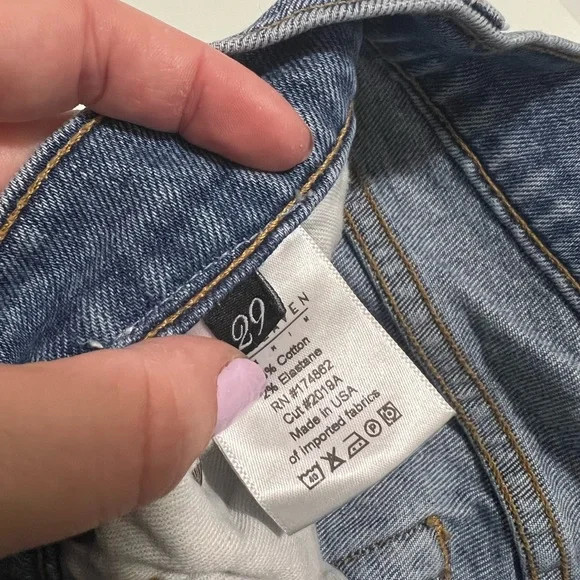 29
% Cotton
2% Elastane
RN #174862
Cut #2019A
Made in USA
of imported fabrics